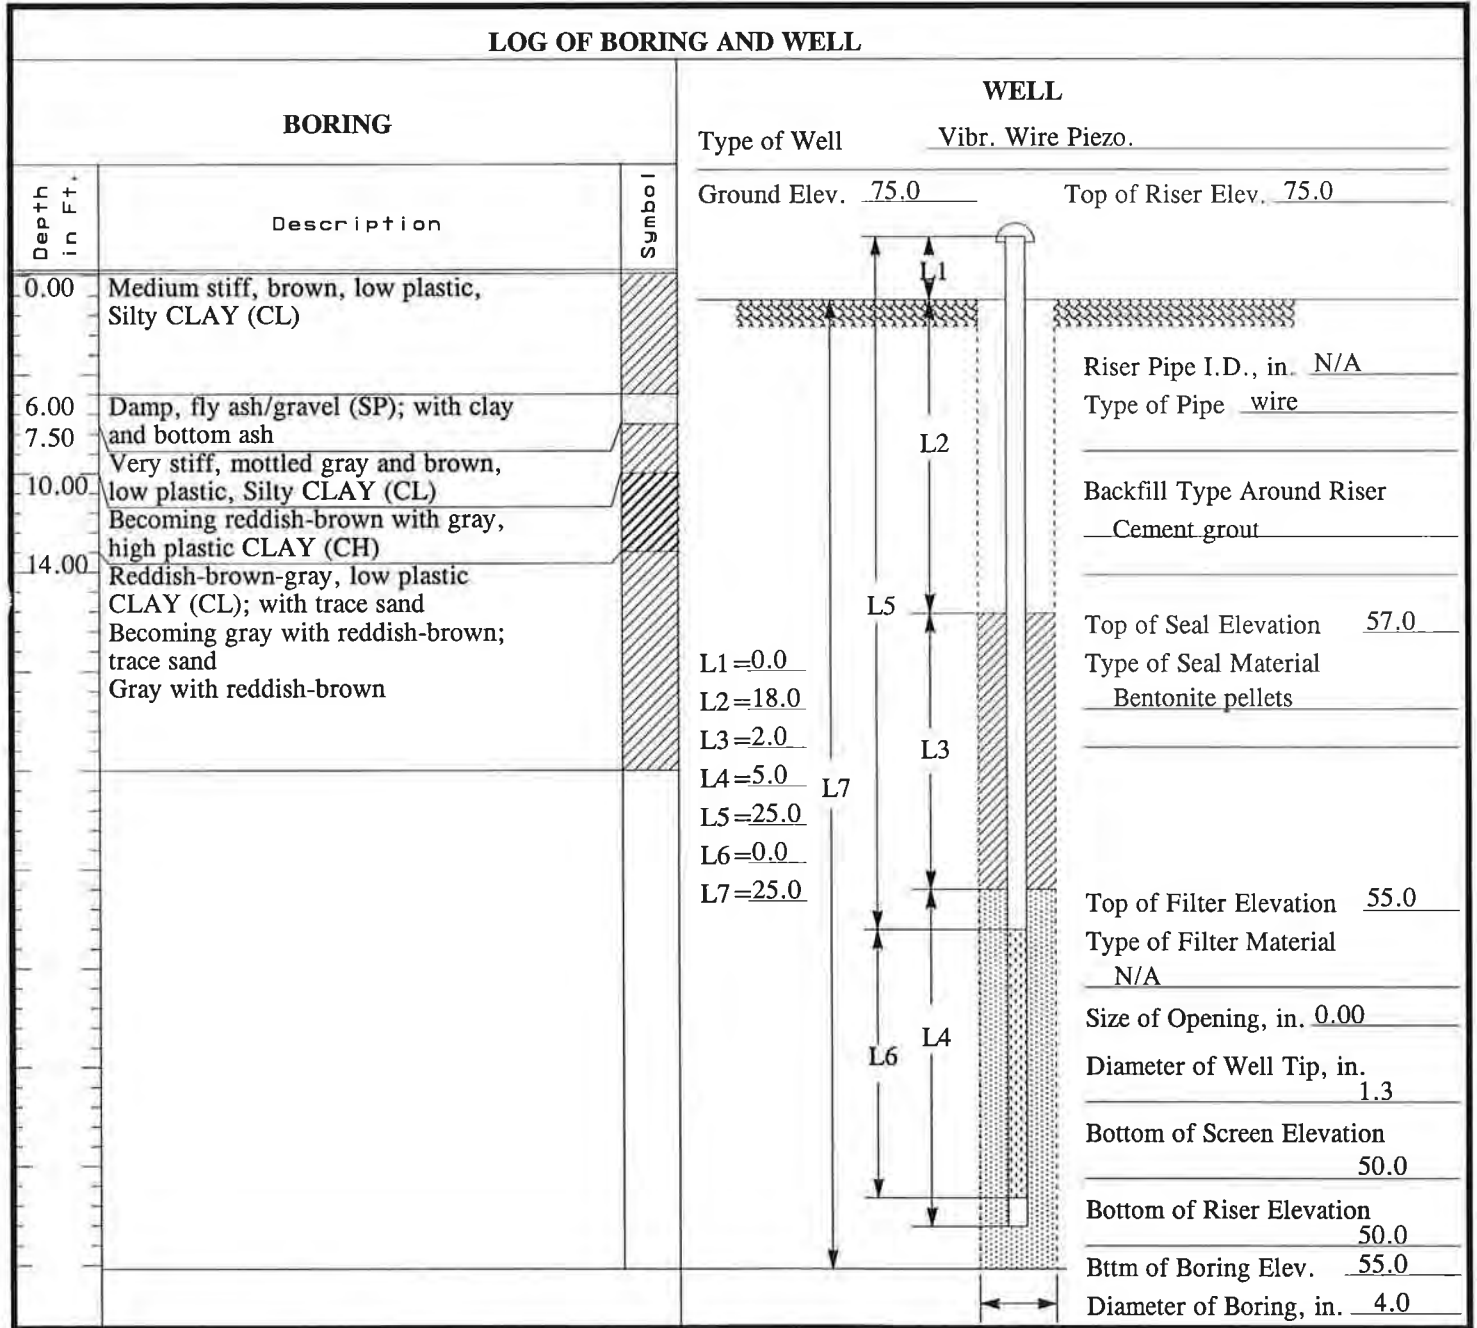 LOG OF BORING AND WELL
BORING
Depth in Ft.
Description
Symbol
0.00 Medium stiff, brown, low plastic,
Silty CLAY (CL)
6.00 Damp, fly ash/gravel (SP); with clay
7.50 and bottom ash
Very stiff, mottled gray and brown,
10.00 low plastic, Silty CLAY (CL)
Becoming reddish-brown with gray,
high plastic CLAY (CH)
14.00 Reddish-brown-gray, low plastic
CLAY (CL); with trace sand
Becoming gray with reddish-brown;
trace sand
Gray with reddish-brown
WELL
Type of Well Vibr. Wire Piezo.
Ground Elev. 75.0 Top of Riser Elev. 75.0
L1
L2
L5
L3
L7
L6
L4
L1=0.0
L2=18.0
L3=2.0
L4=5.0
L5=25.0
L6=0.0
L7=25.0
Riser Pipe I.D., in. N/A
Type of Pipe wire
Backfill Type Around Riser
Cement grout
Top of Seal Elevation 57.0
Type of Seal Material
Bentonite pellets
Top of Filter Elevation 55.0
Type of Filter Material
N/A
Size of Opening, in. 0.00
Diameter of Well Tip, in.
1.3
Bottom of Screen Elevation
50.0
Bottom of Riser Elevation
50.0
Bttm of Boring Elev. 55.0
Diameter of Boring, in. 4.0